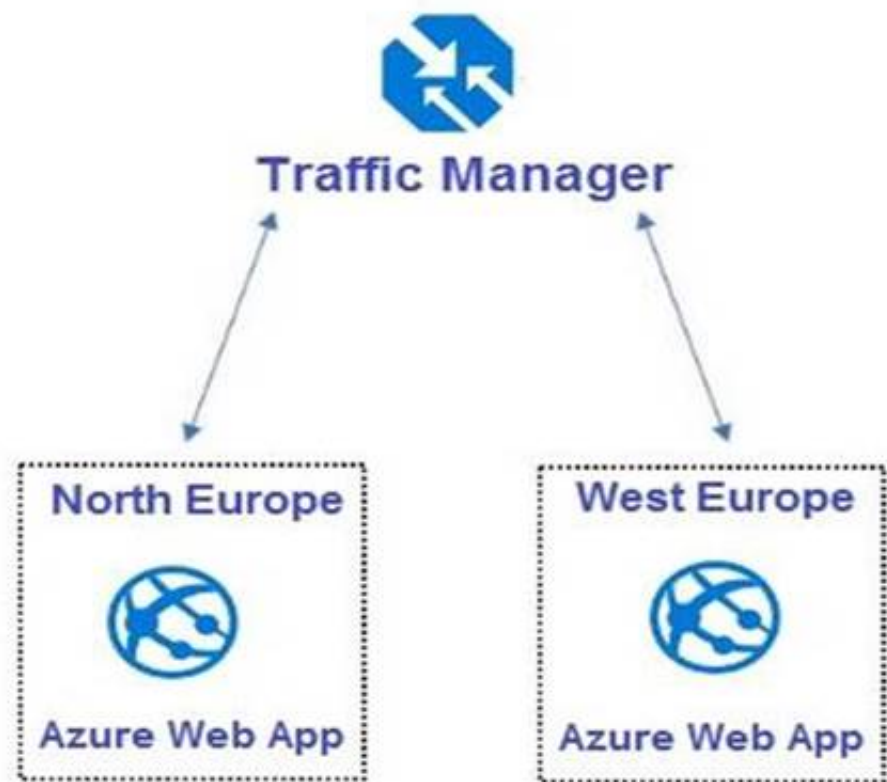 Traffic Manager
North Europe
Azure Web App
West Europe
Azure Web App